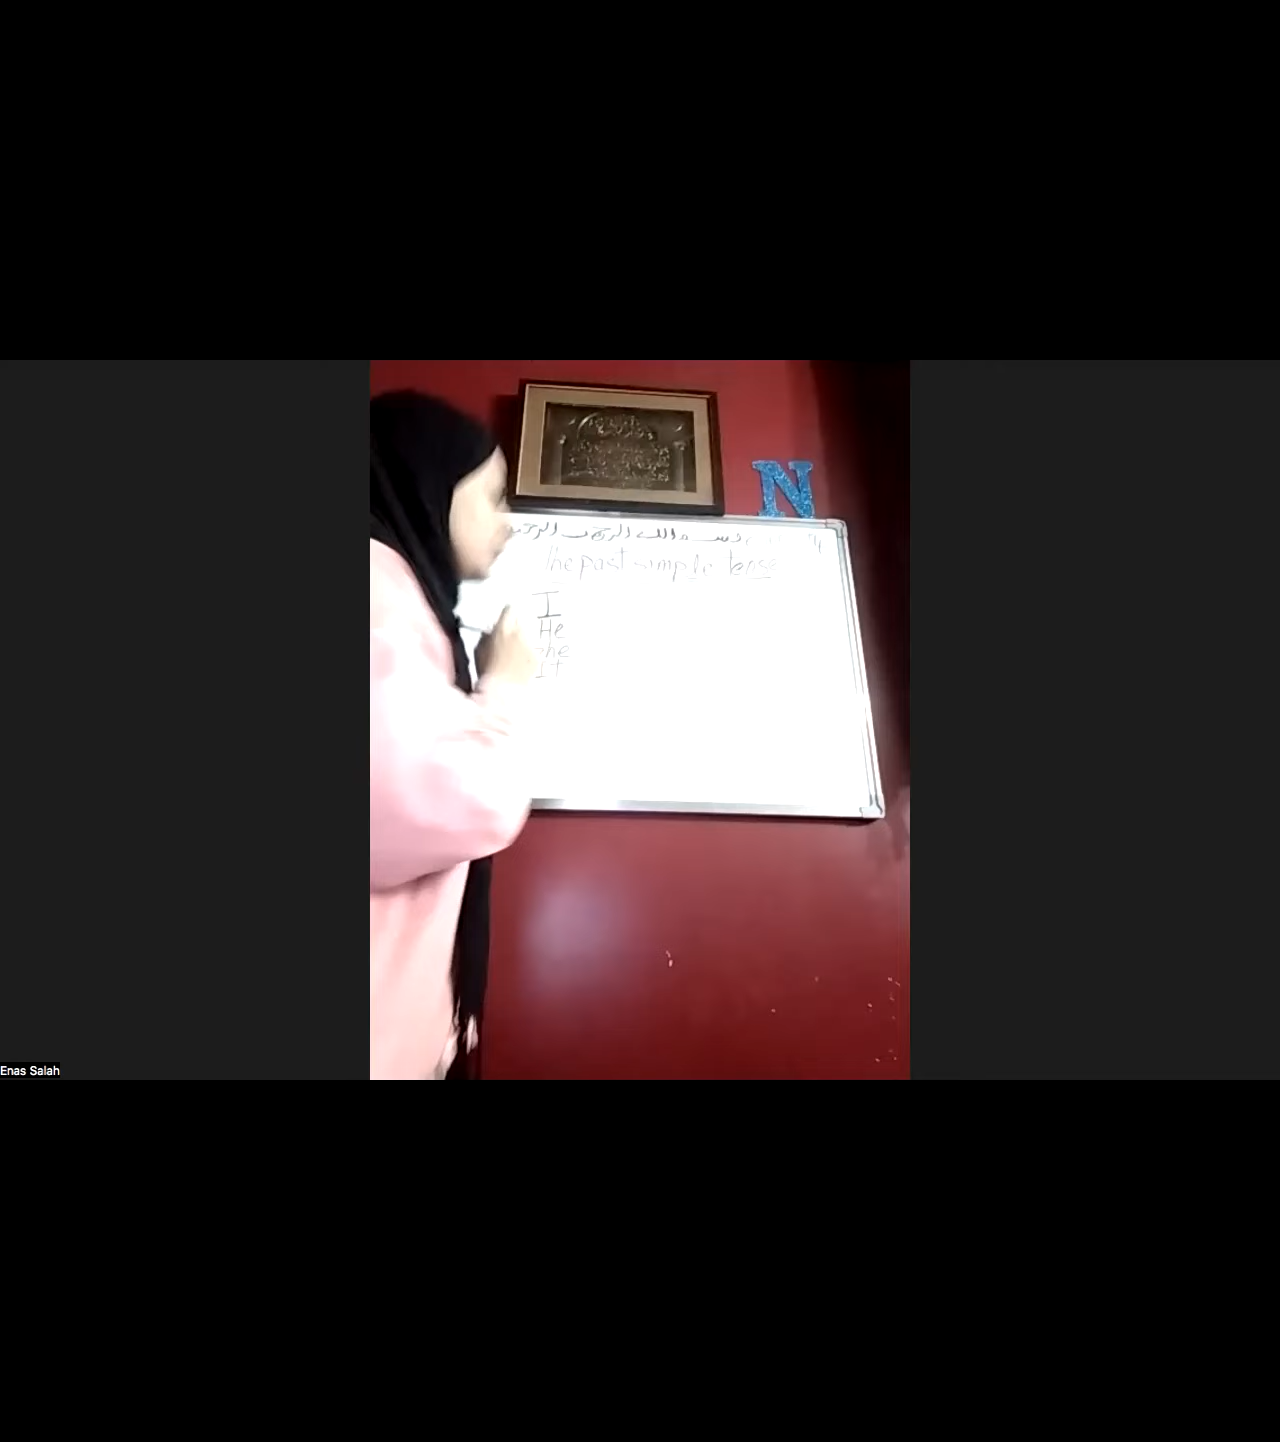 N
بسم الله الرحمن الرحيم
The past simple tense
I
He
she
It
Enas Salah